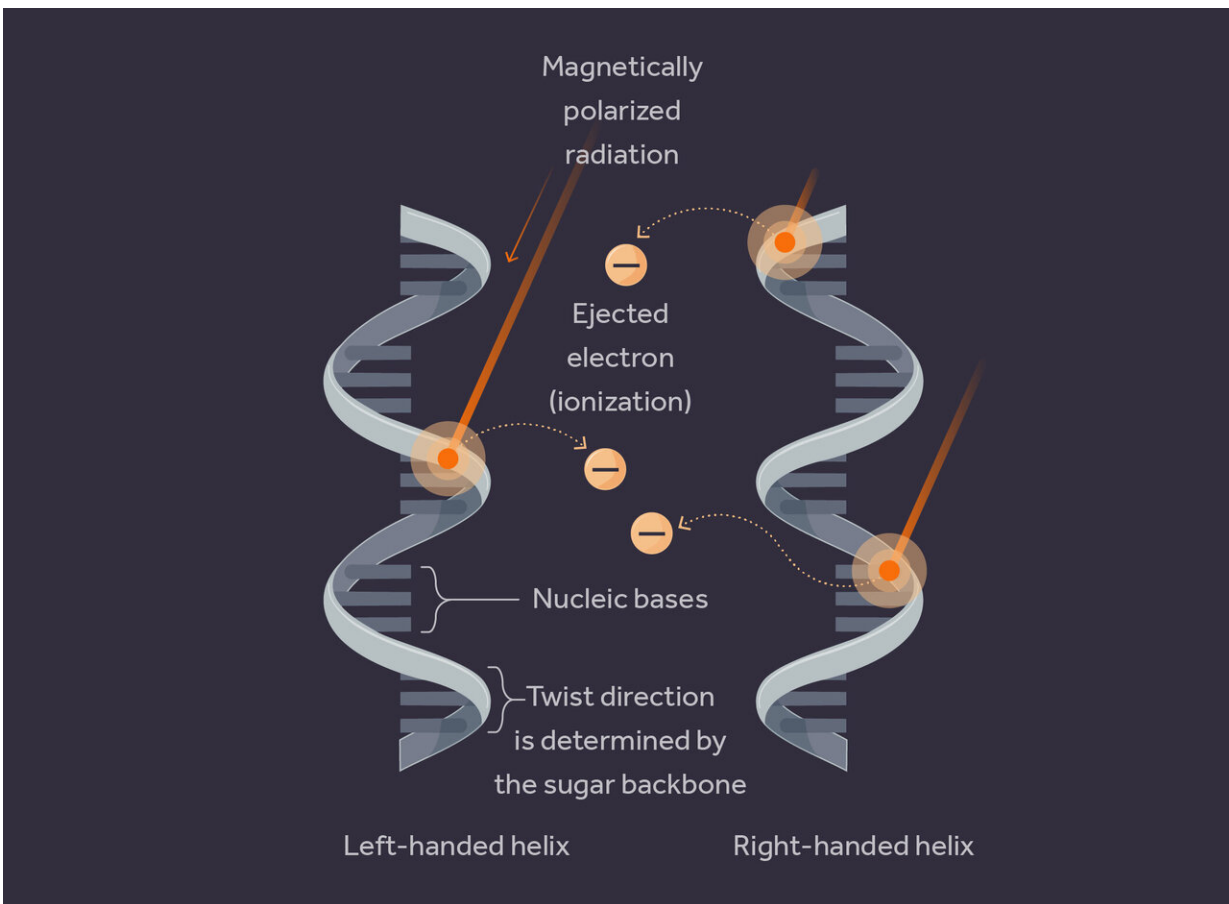 Magnetically
polarized
radiation
Ejected
electron
(ionization)
Nucleic bases
Twist direction
is determined by
the sugar backbone
Left-handed helix
Right-handed helix